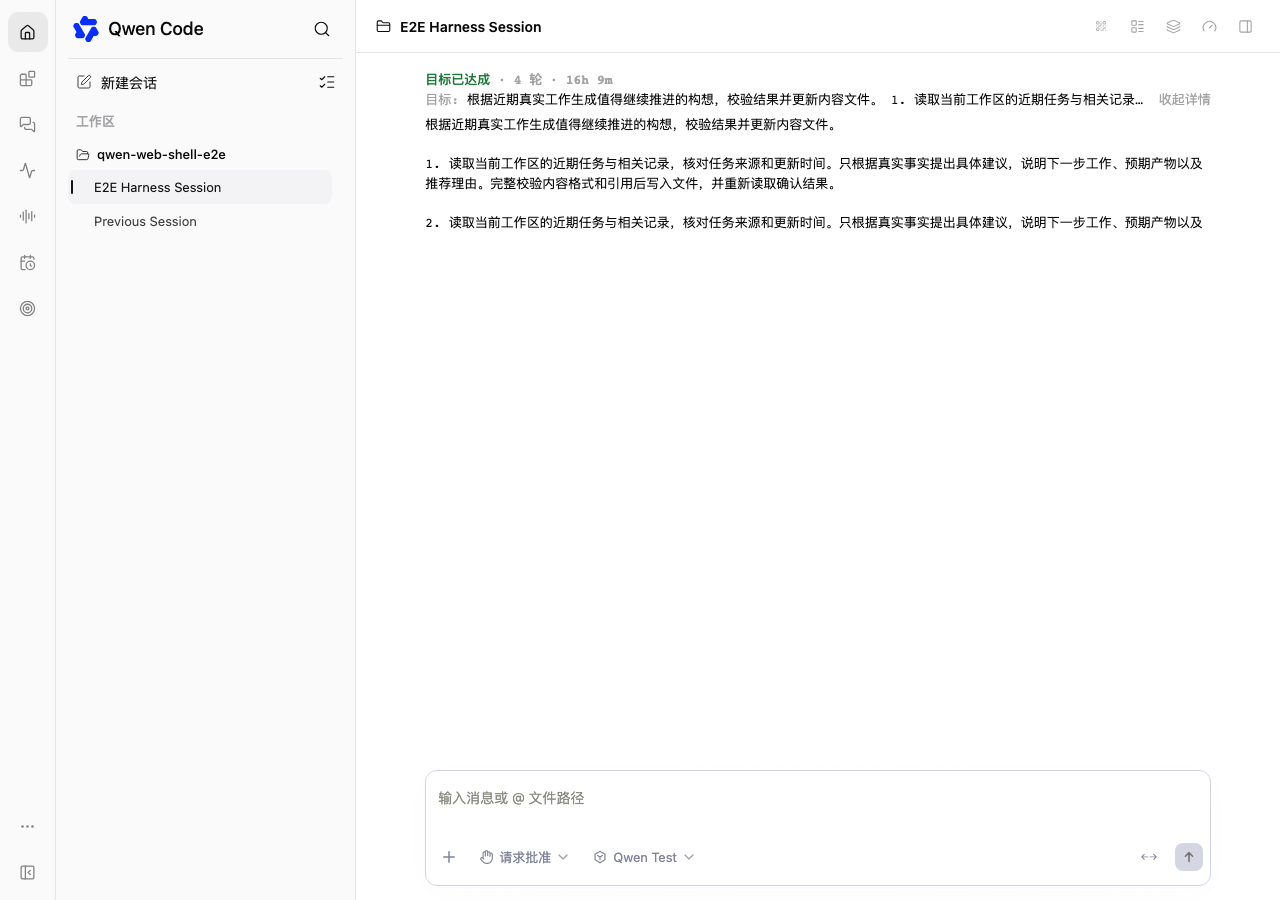 Qwen Code
新建会话
工作区
qwen-web-shell-e2e
E2E Harness Session
Previous Session
E2E Harness Session
目标已达成 · 4 轮 · 16h 9m
目标: 根据近期真实工作生成值得继续推进的构想，校验结果并更新内容文件。 1. 读取当前工作区的近期任务与相关记录… 收起详情
根据近期真实工作生成值得继续推进的构想，校验结果并更新内容文件。
1. 读取当前工作区的近期任务与相关记录，核对任务来源和更新时间。只根据真实事实提出具体建议，说明下一步工作、预期产物以及
推荐理由。完整校验内容格式和引用后写入文件，并重新读取确认结果。
2. 读取当前工作区的近期任务与相关记录，核对任务来源和更新时间。只根据真实事实提出具体建议，说明下一步工作、预期产物以及
输入消息或 @ 文件路径
请求批准 Qwen Test